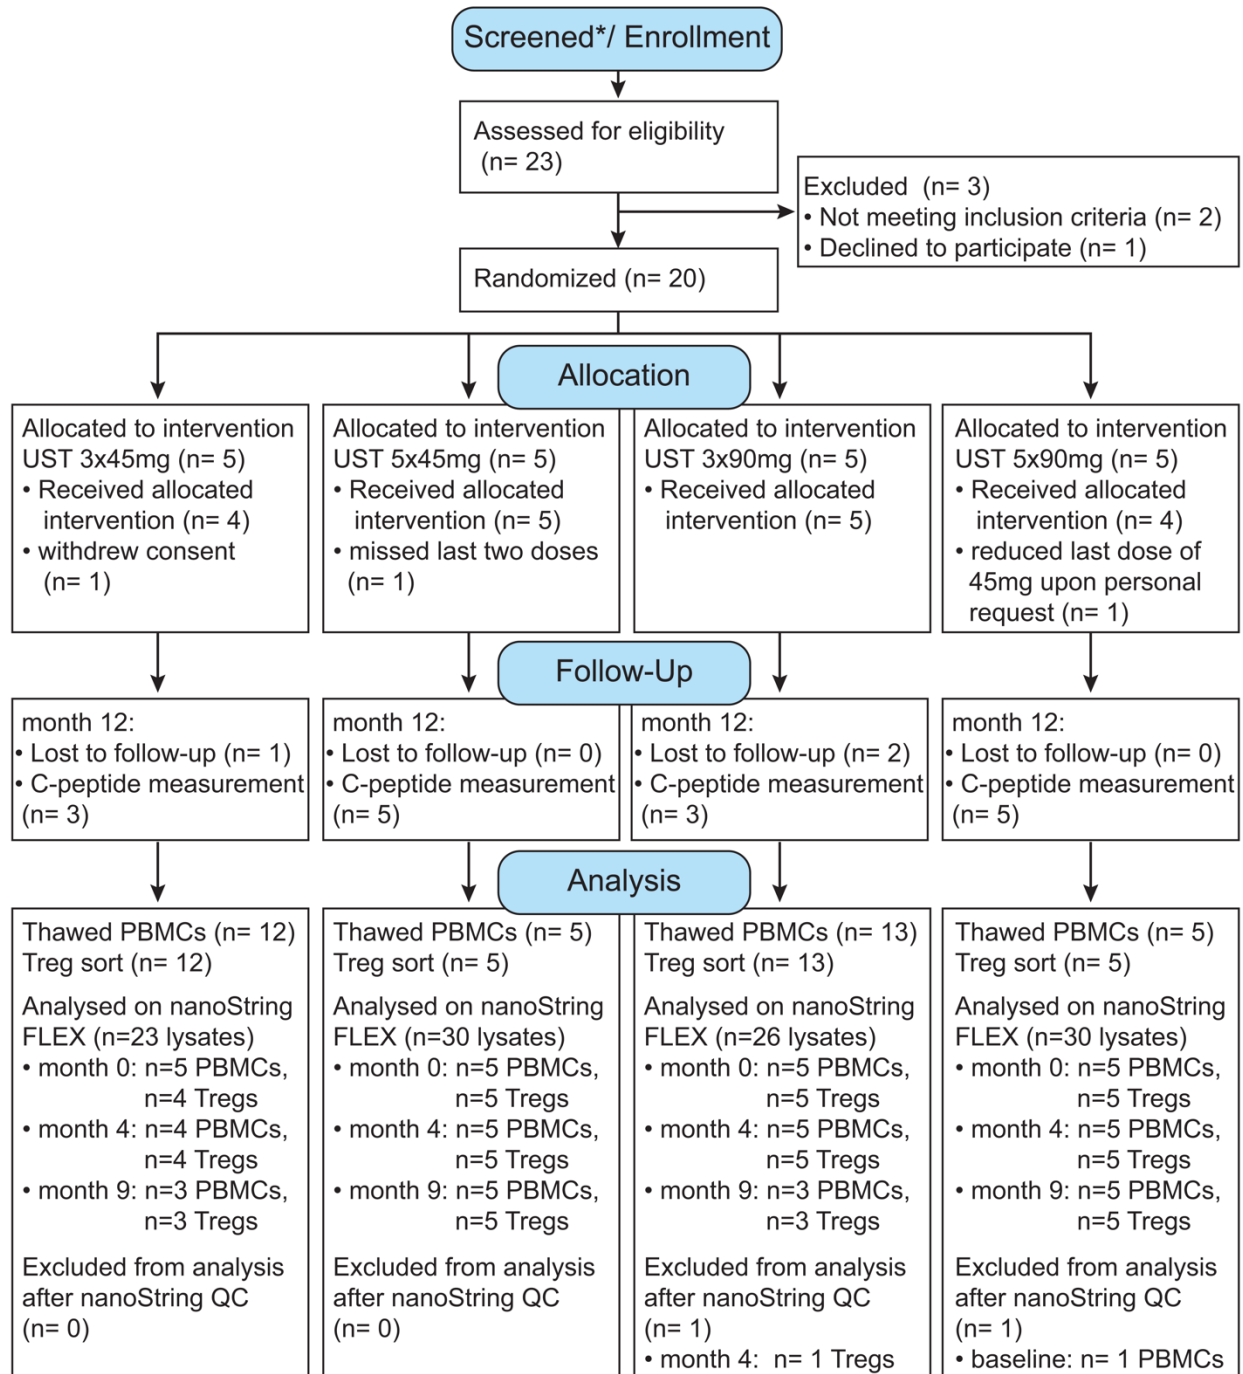 Screened*/ Enrollment
Assessed for eligibility
(n= 23)
Excluded (n= 3)
• Not meeting inclusion criteria (n= 2)
• Declined to participate (n= 1)
Randomized (n= 20)
Allocation
Allocated to intervention
UST 3x45mg (n= 5)
• Received allocated
intervention (n= 4)
• withdrew consent
(n= 1)
Allocated to intervention
UST 5x45mg (n= 5)
• Received allocated
intervention (n= 5)
• missed last two doses
(n= 1)
Allocated to intervention
UST 3x90mg (n= 5)
• Received allocated
intervention (n= 5)
Allocated to intervention
UST 5x90mg (n= 5)
• Received allocated
intervention (n= 4)
• reduced last dose of
45mg upon personal
request (n= 1)
Follow-Up
month 12:
• Lost to follow-up (n= 1)
• C-peptide measurement
(n= 3)
month 12:
• Lost to follow-up (n= 0)
• C-peptide measurement
(n= 5)
month 12:
• Lost to follow-up (n= 2)
• C-peptide measurement
(n= 3)
month 12:
• Lost to follow-up (n= 0)
• C-peptide measurement
(n= 5)
Analysis
Thawed PBMCs (n= 12)
Treg sort (n= 12)
Analysed on nanoString
FLEX (n=23 lysates)
• month 0: n=5 PBMCs,
n=4 Tregs
• month 4: n=4 PBMCs,
n=4 Tregs
• month 9: n=3 PBMCs,
n=3 Tregs
Excluded from analysis
after nanoString QC
(n= 0)
Thawed PBMCs (n= 5)
Treg sort (n= 5)
Analysed on nanoString
FLEX (n=30 lysates)
• month 0: n=5 PBMCs,
n=5 Tregs
• month 4: n=5 PBMCs,
n=5 Tregs
• month 9: n=5 PBMCs,
n=5 Tregs
Excluded from analysis
after nanoString QC
(n= 0)
Thawed PBMCs (n= 13)
Treg sort (n= 13)
Analysed on nanoString
FLEX (n=26 lysates)
• month 0: n=5 PBMCs,
n=5 Tregs
• month 4: n=5 PBMCs,
n=5 Tregs
• month 9: n=3 PBMCs,
n=3 Tregs
Excluded from analysis
after nanoString QC
(n= 1)
• month 4: n= 1 Tregs
Thawed PBMCs (n= 5)
Treg sort (n= 5)
Analysed on nanoString
FLEX (n=30 lysates)
• month 0: n=5 PBMCs,
n=5 Tregs
• month 4: n=5 PBMCs,
n=5 Tregs
• month 9: n=5 PBMCs,
n=5 Tregs
Excluded from analysis
after nanoString QC
(n= 1)
• baseline: n= 1 PBMCs